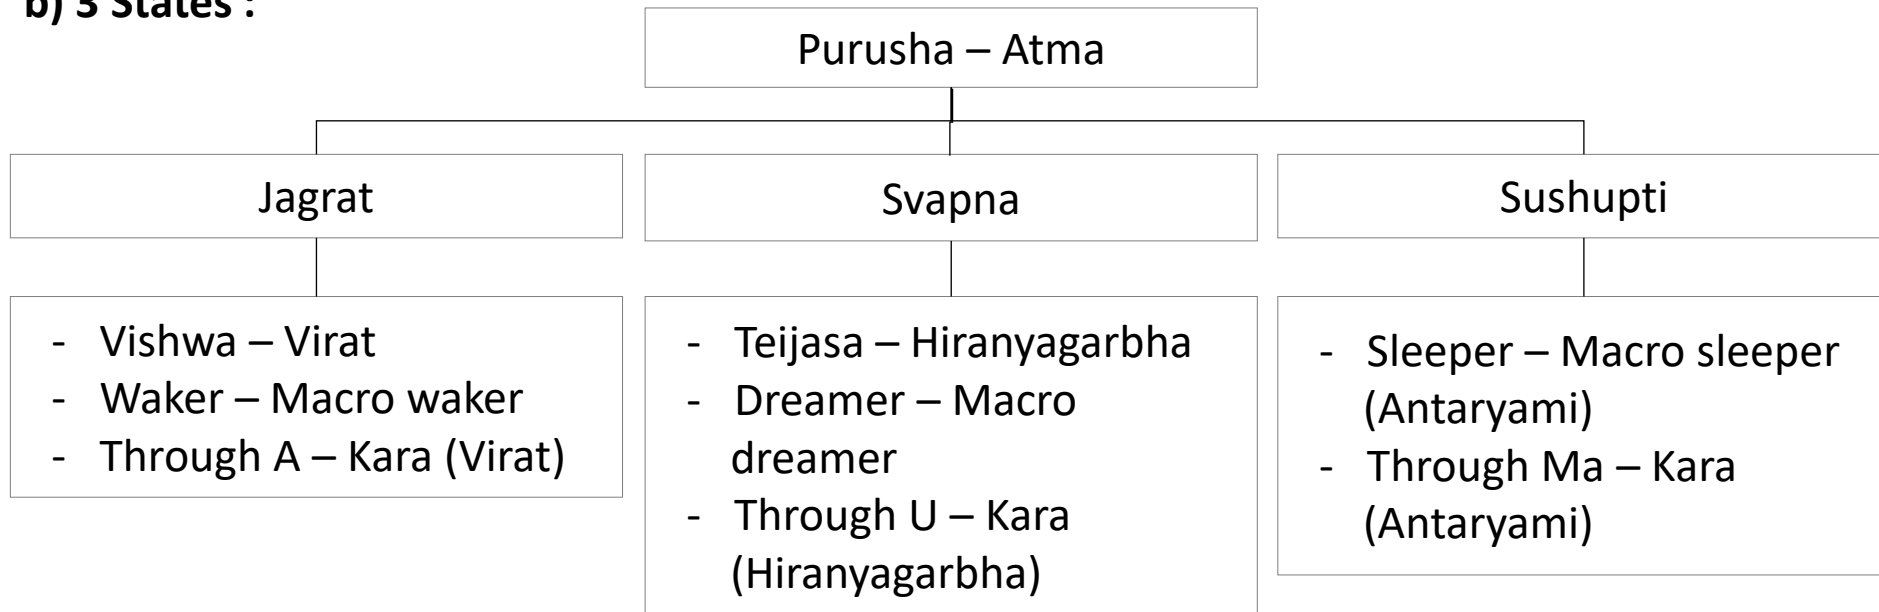 b) 3 States :
Purusha – Atma
Jagrat
Svapna
Sushupti
- Vishwa – Virat
- Waker – Macro waker
- Through A – Kara (Virat)
- Teijasa – Hiranyagarbha
- Dreamer – Macro
dreamer
- Through U – Kara
(Hiranyagarbha)
- Sleeper – Macro sleeper
(Antaryami)
- Through Ma – Kara
(Antaryami)